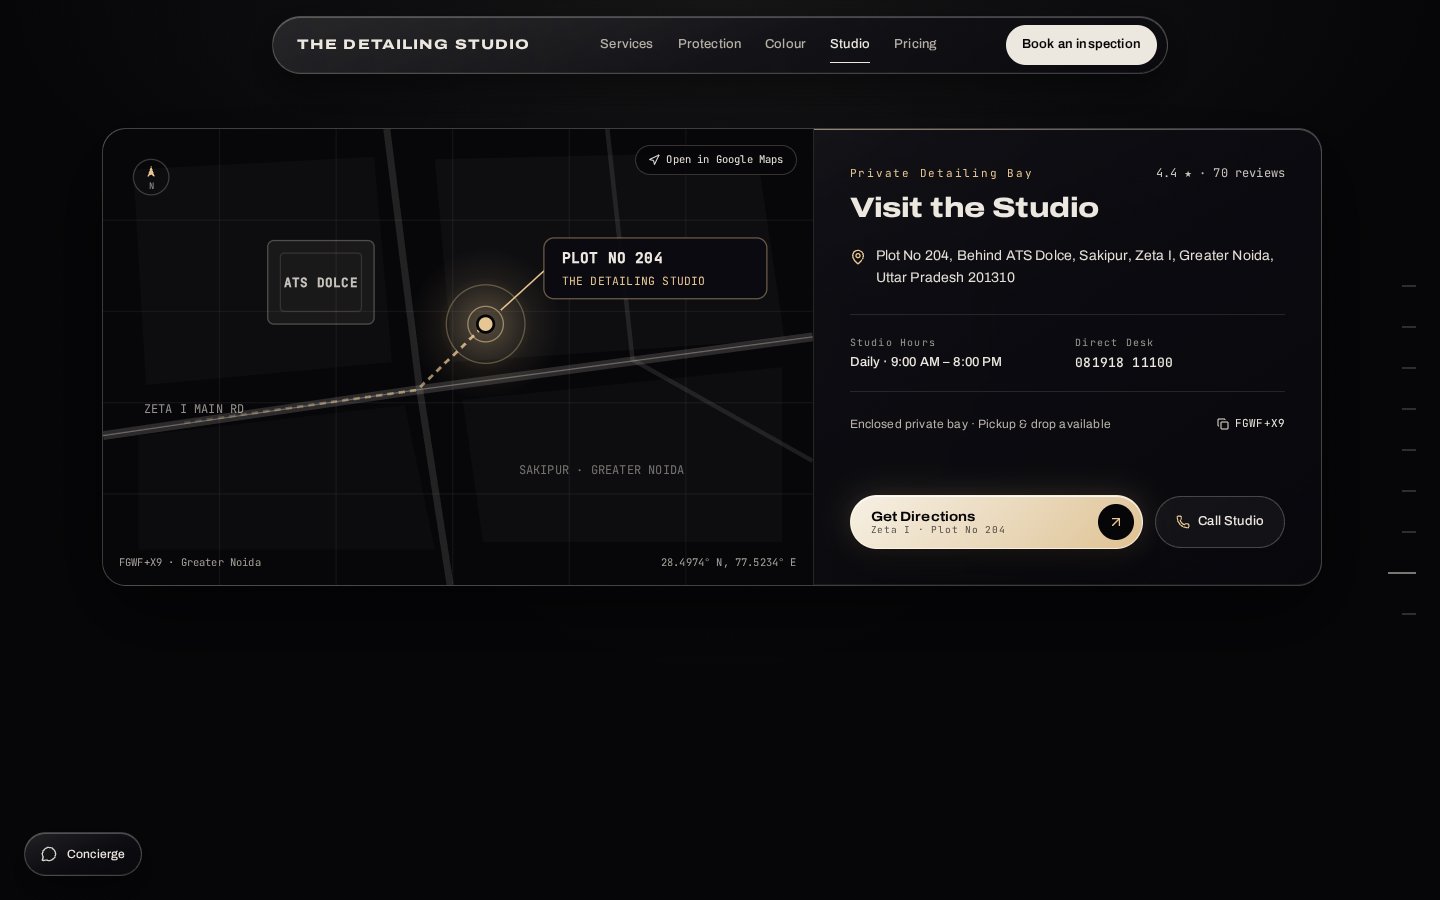 THE DETAILING STUDIO
Services
Protection
Colour
Studio
Pricing
Book an inspection
N
Open in Google Maps
ATS DOLCE
PLOT NO 204
THE DETAILING STUDIO
ZETA I MAIN RD
SAKIPUR · GREATER NOIDA
FGWF+X9 · Greater Noida
28.4974° N, 77.5234° E
Private Detailing Bay
4.4 ★ · 70 reviews
Visit the Studio
Plot No 204, Behind ATS Dolce, Sakipur, Zeta I, Greater Noida,
Uttar Pradesh 201310
Studio Hours
Daily · 9:00 AM – 8:00 PM
Direct Desk
081918 11100
Enclosed private bay · Pickup & drop available
FGWF+X9
Get Directions
Zeta I · Plot No 204
Call Studio
Concierge